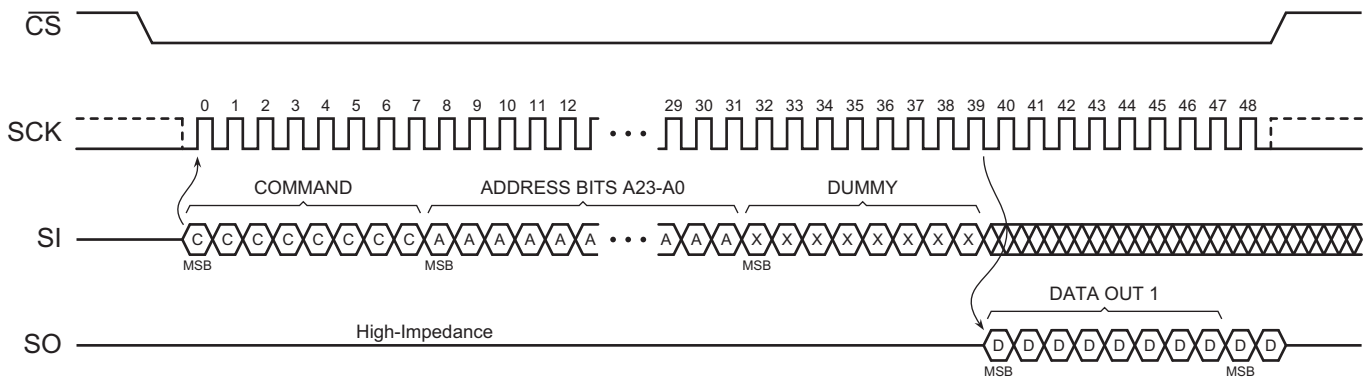 CS
0 1 2 3 4 5 6 7 8 9 10 11 12 29 30 31 32 33 34 35 36 37 38 39 40 41 42 43 44 45 46 47 48
SCK
COMMAND ADDRESS BITS A23-A0 DUMMY
SI C C C C C C C C A A A A A A A A A X X X X X X X X
MSB MSB MSB
DATA OUT 1
High-Impedance
SO D D D D D D D D D D
MSB MSB